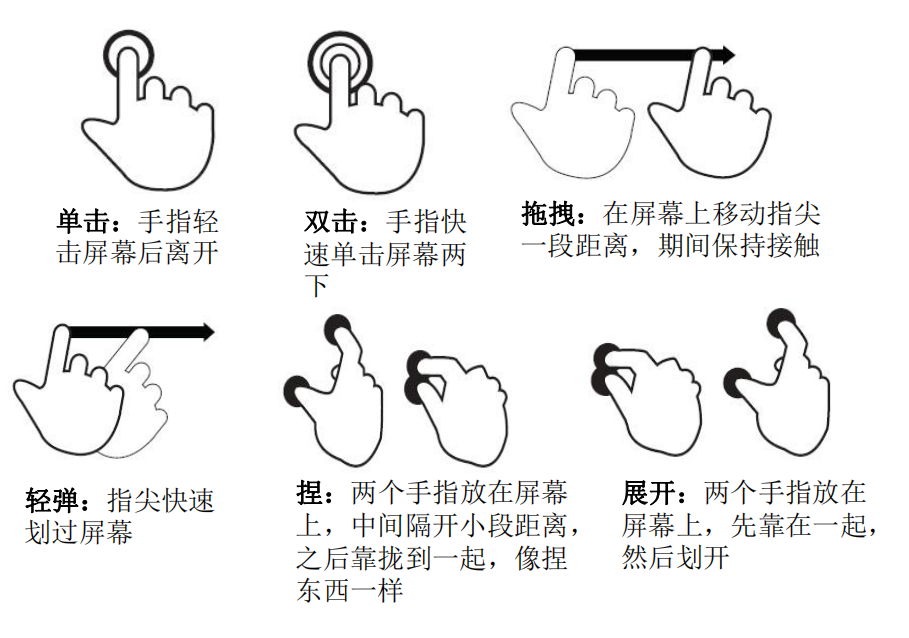 单击：手指轻
击屏幕后离开
双击：手指快
速单击屏幕两
下
拖拽：在屏幕上移动指尖
一段距离，期间保持接触
轻弹：指尖快速
划过屏幕
捏：两个手指放在屏幕
上，中间隔开小段距离，
之后靠拢到一起，像捏
东西一样
展开：两个手指放在
屏幕上，先靠在一起，
然后划开